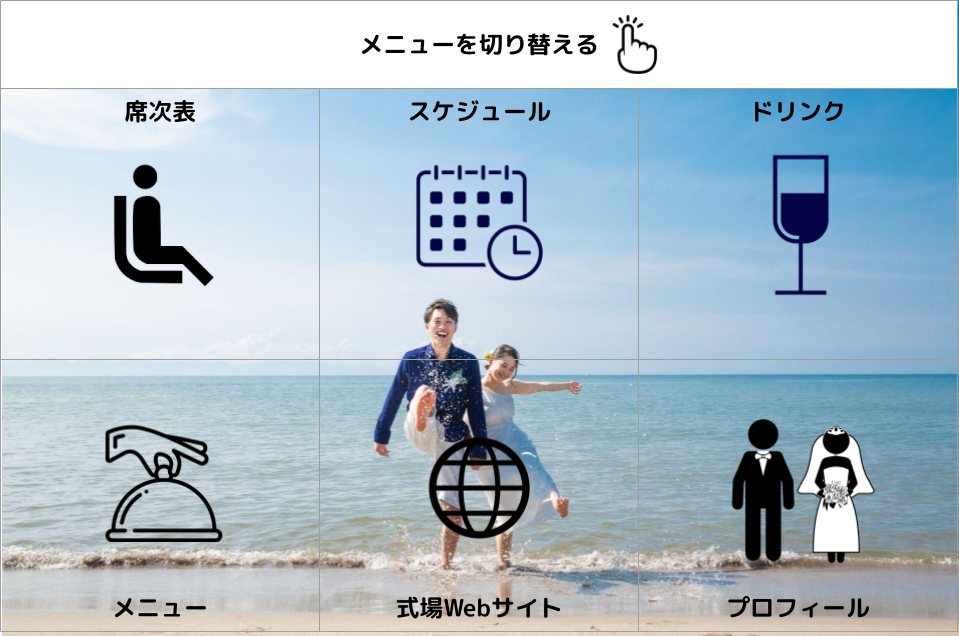 メニューを切り替える
席次表
スケジュール
ドリンク
メニュー
式場Webサイト
プロフィール